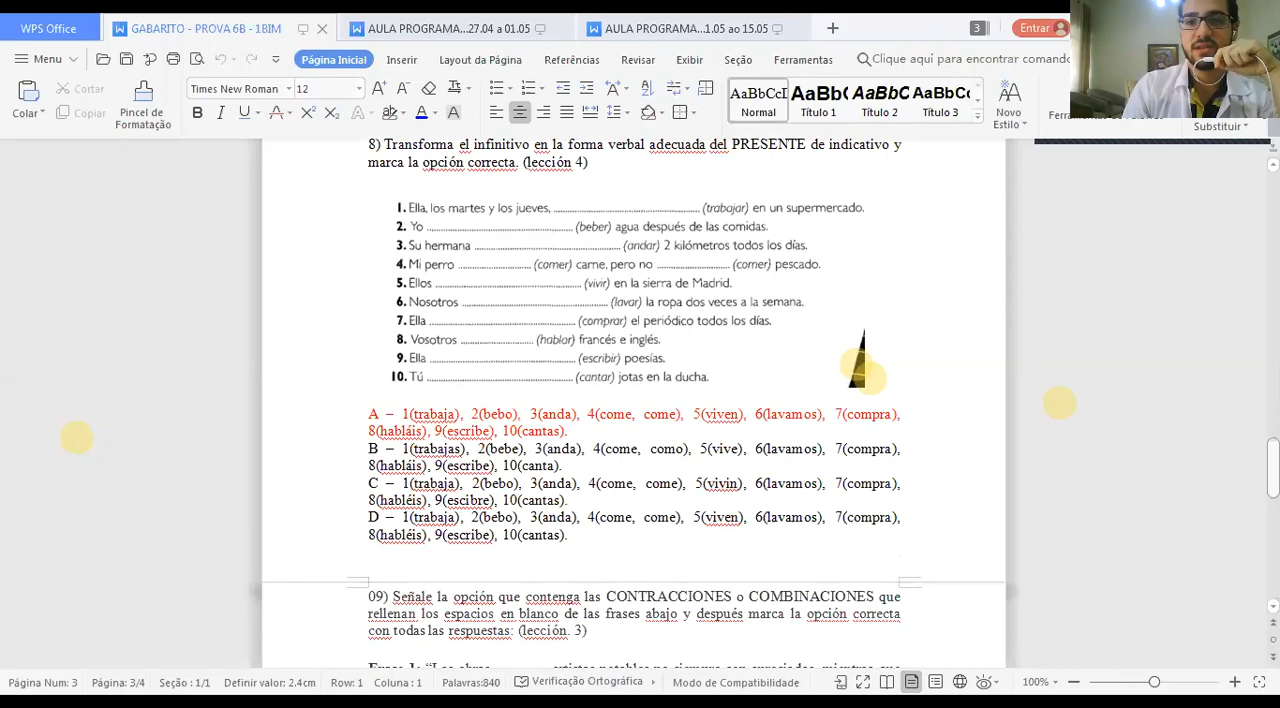 WPS Office GABARITO - PROVA 6B - 1BIM AULA PROGRAMA...27.04 a 01.05 AULA PROGRAMA...1.05 ao 15.05 3 Entrar
Menu Página Inicial Inserir Layout da Página Referências Revisão Exibir Seção Ferramentas Clique aqui para encontrar comando
Colar Cortar Copiar Pincel de Formatação Times New Roman 12 AaBbCcI Normal AaBb( Título 1 AaBbCc Título 2 AaBbC( Título 3 Novo Estilo Substituir
8) Transforma el infinitivo en la forma verbal adecuada del PRESENTE de indicativo y
marca la opción correcta. (lección 4)
1. Ella, los martes y los jueves, ........................................ (trabajar) en un supermercado.
2. Yo ........................................ (beber) agua después de las comidas.
3. Su hermana ........................................ (andar) 2 kilómetros todos los días.
4. Mi perro .................... (comer) carne, pero no .................... (comer) pescado.
5. Ellos ........................................ (vivir) en la sierra de Madrid.
6. Nosotros ........................................ (lavar) la ropa dos veces a la semana.
7. Ella ........................................ (comprar) el periódico todos los días.
8. Vosotros .................... (hablar) francés e inglés.
9. Ella ........................................ (escribir) poesías.
10. Tú ........................................ (cantar) jotas en la ducha.
A – 1(trabaja), 2(bebo), 3(anda), 4(come, come), 5(viven), 6(lavamos), 7(compra),
8(habláis), 9(escribe), 10(cantas).
B – 1(trabajas), 2(bebe), 3(anda), 4(come, como), 5(vive), 6(lavamos), 7(compra),
8(habláis), 9(escribe), 10(canta).
C – 1(trabaja), 2(bebo), 3(anda), 4(come, come), 5(vivin), 6(lavamos), 7(compra),
8(habléis), 9(escibre), 10(cantas).
D – 1(trabaja), 2(bebo), 3(anda), 4(come, come), 5(viven), 6(lavamos), 7(compra),
8(habléis), 9(escribe), 10(cantas).
09) Señale la opción que contenga las CONTRACCIONES o COMBINACIONES que
rellenan los espacios en blanco de las frases abajo y después marca la opción correcta
con todas las respuestas: (lección. 3)
Página Num: 3 Página: 3/4 Seção : 1/1 Definir valor: 2.4cm Row: 1 Coluna : 1 Palavras:840 Verificação Ortográfica Modo de Compatibilidade 100%